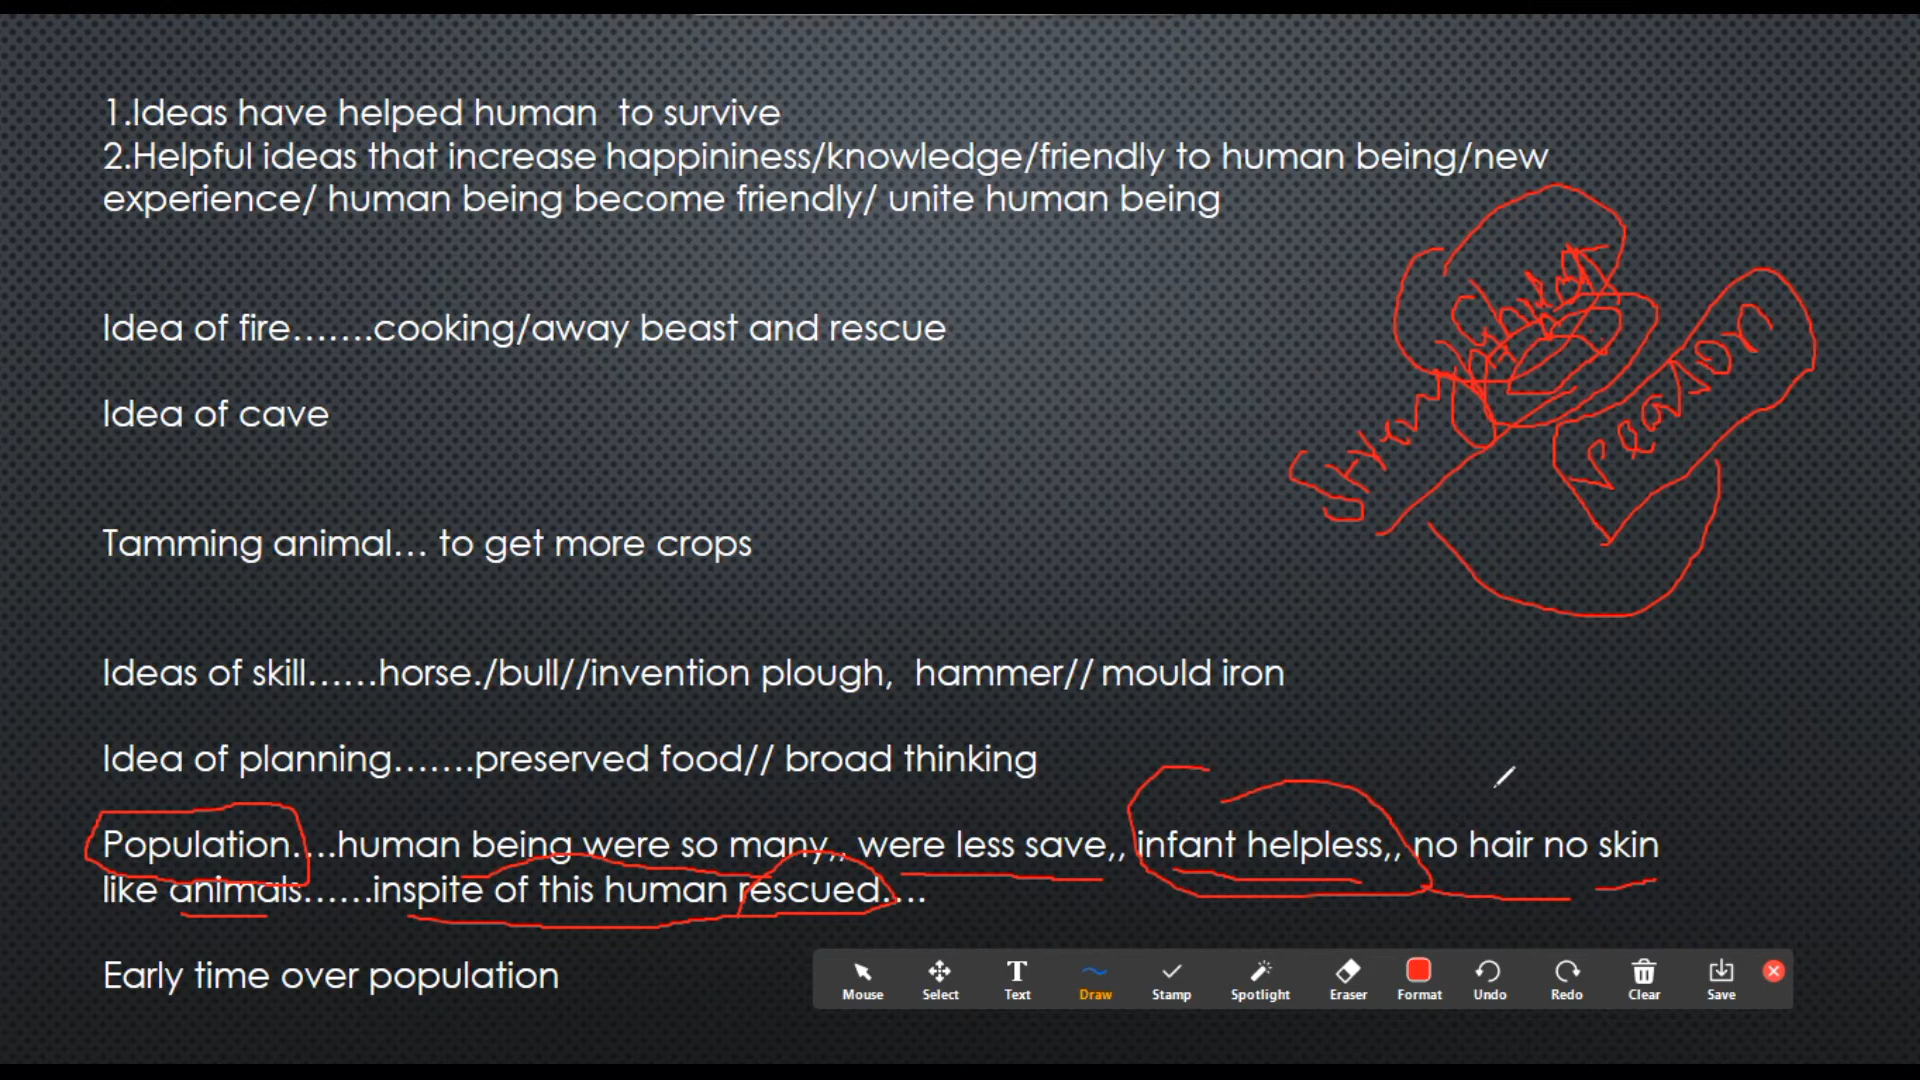 1.Ideas have helped human to survive
2.Helpful ideas that increase happininess/knowledge/friendly to human being/new
experience/ human being become friendly/ unite human being
Idea of fire.......cooking/away beast and rescue
Idea of cave
Tamming animal... to get more crops
Ideas of skill......horse./bull//invention plough, hammer// mould iron
Idea of planning.......preserved food// broad thinking
Population....human being were so many,, were less save,, infant helpless,, no hair no skin
like animals......inspite of this human rescued....
Early time over population
Mouse Select Text Draw Stamp Spotlight Eraser Format Undo Redo Clear Save